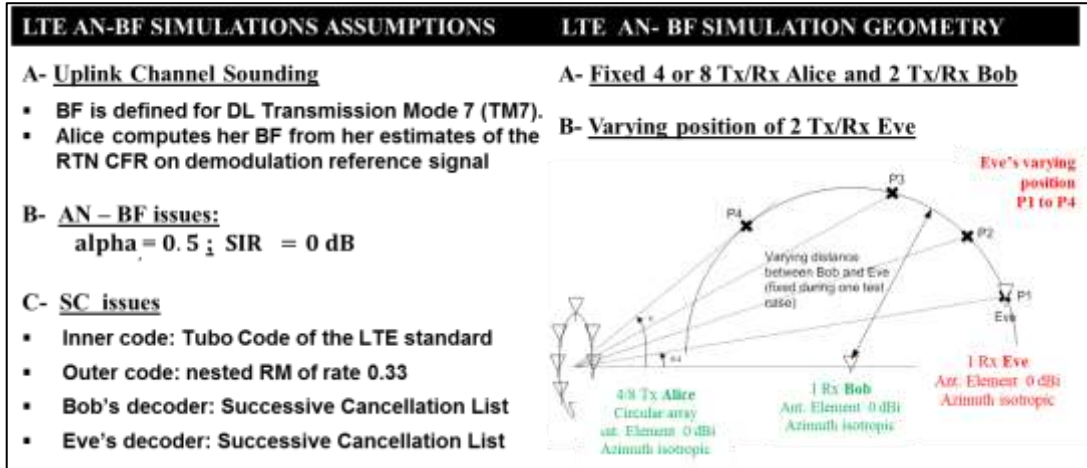 LTE AN-BF SIMULATIONS ASSUMPTIONS
A- Uplink Channel Sounding
▪ BF is defined for DL Transmission Mode 7 (TM7).
▪ Alice computes her BF from her estimates of the
RTN CFR on demodulation reference signal
B- AN – BF issues:
alpha = 0.5 ; SIR = 0 dB
C- SC issues
▪ Inner code: Tubo Code of the LTE standard
▪ Outer code: nested RM of rate 0.33
▪ Bob's decoder: Successive Cancellation List
▪ Eve's decoder: Successive Cancellation List
LTE AN- BF SIMULATION GEOMETRY
A- Fixed 4 or 8 Tx/Rx Alice and 2 Tx/Rx Bob
B- Varying position of 2 Tx/Rx Eve
Eve's varying
position
P1 to P4
P3
P4
P2
Varying distance
between Bob and Eve
(fixed during one test
case)
P1
Eve
4/8 Tx Alice
Circular array
ant. Element 0 dBi
Azimuth isotropic
1 Rx Bob
Ant. Element 0 dBi
Azimuth isotropic
1 Rx Eve
Ant. Element 0 dBi
Azimuth isotropic